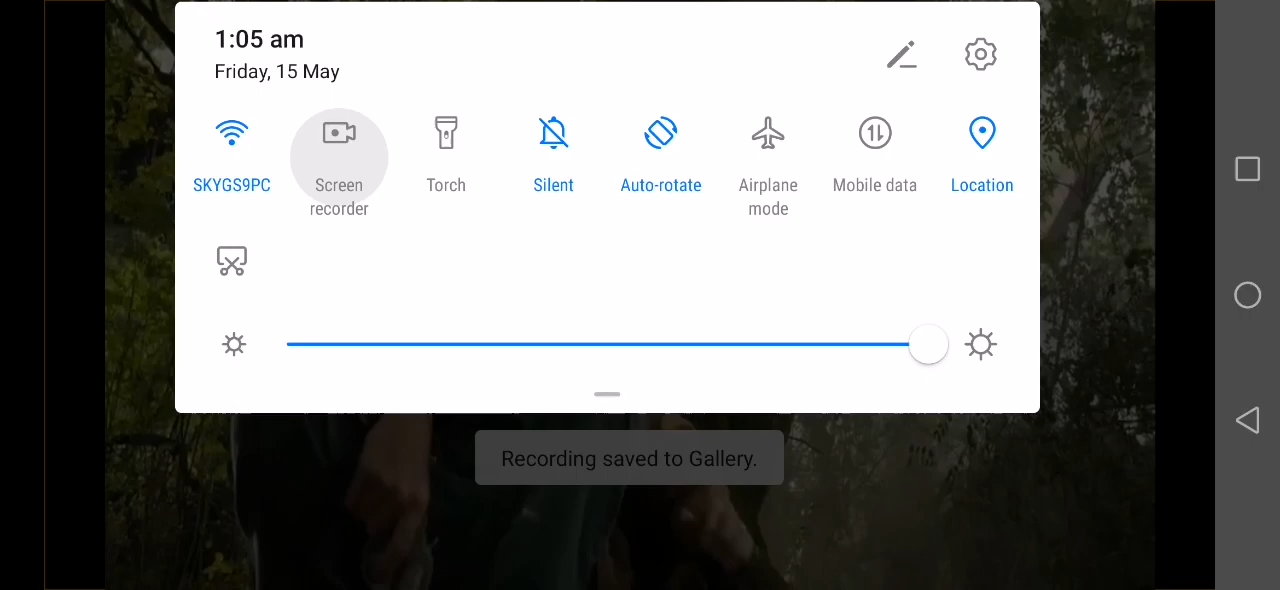 1:05 am
Friday, 15 May
SKYGS9PC
Screen
recorder
Torch
Silent
Auto-rotate
Airplane
mode
Mobile data
Location
Recording saved to Gallery.